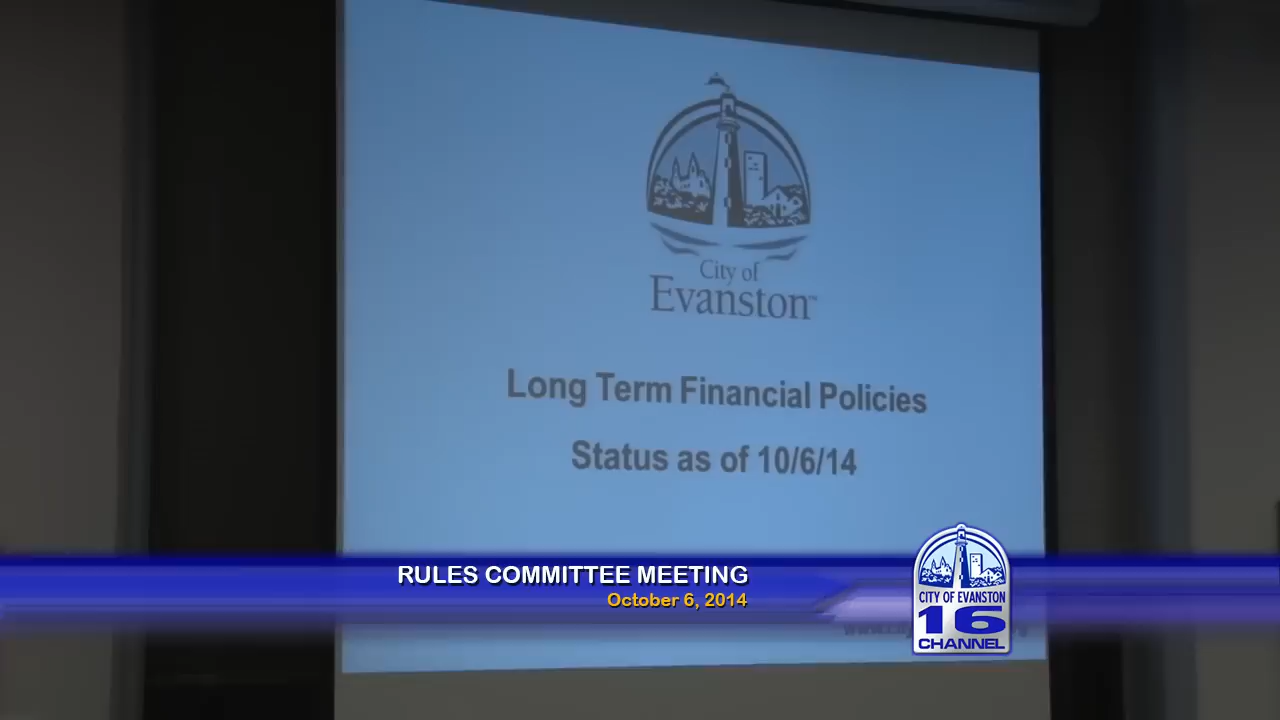 City of
Evanston™
Long Term Financial Policies
Status as of 10/6/14
RULES COMMITTEE MEETING
October 6, 2014
CITY OF EVANSTON
16
CHANNEL